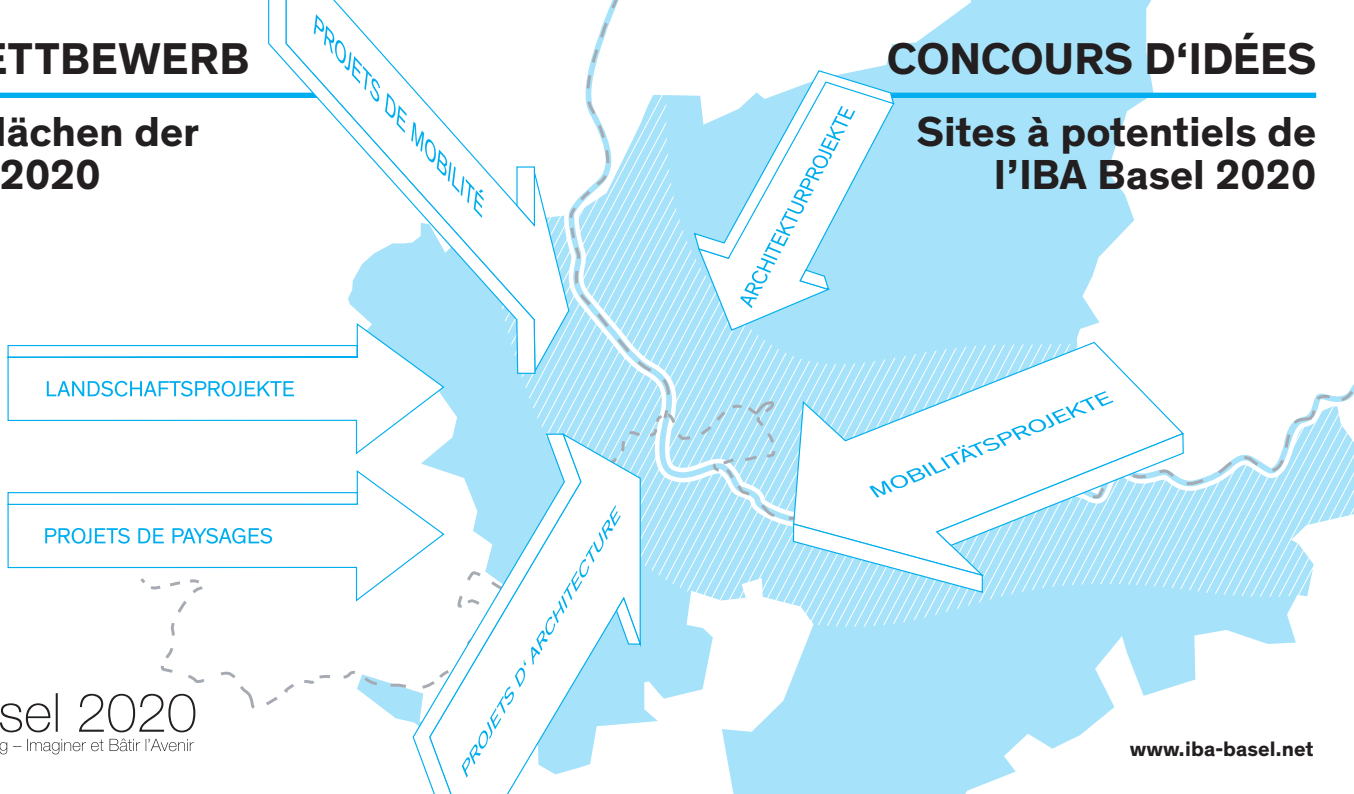 ETTBEWERB
lächen der
2020
CONCOURS D‘IDÉES
Sites à potentiels de
l’IBA Basel 2020
PROJETS DE MOBILITÉ
ARCHITEKTURPROJEKTE
LANDSCHAFTSPROJEKTE
MOBILITÄTSPROJEKTE
PROJETS DE PAYSAGES
PROJETS D‘ARCHITECTURE
sel 2020
g – Imaginer et Bâtir l’Avenir
www.iba-basel.net